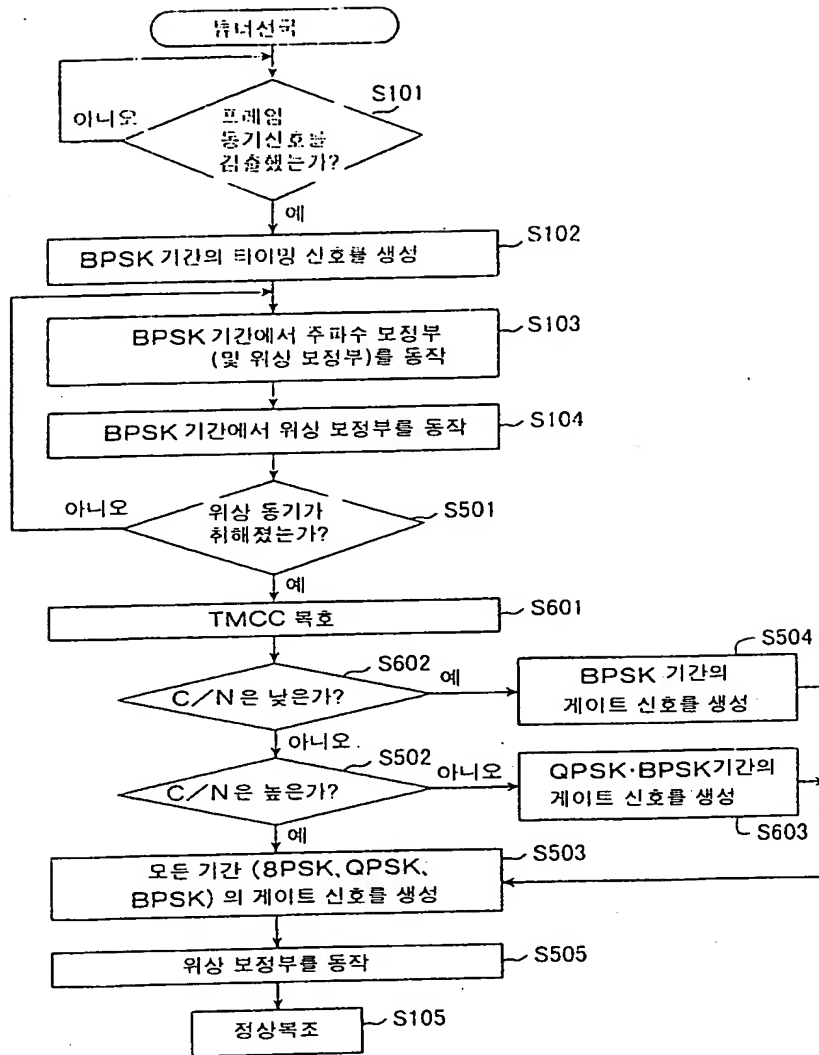 튜너선국
S101
아니오
프레임
동기신호를
검출했는가?
예
S102
BPSK 기간의 타이밍 신호를 생성
S103
BPSK 기간에서 주파수 보정부
(및 위상 보정부)를 동작
S104
BPSK 기간에서 위상 보정부를 동작
아니오
S501
위상 동기가
취해졌는가?
예
S601
TMCC 복호
S602
C/N은 낮은가?
예
S504
BPSK 기간의
게이트 신호를 생성
아니오
S502
C/N은 높은가?
아니오
QPSK·BPSK기간의
게이트 신호를 생성
S603
예
S503
모든 기간 (8PSK, QPSK,
BPSK) 의 게이트 신호를 생성
S505
위상 보정부를 동작
S105
정상복조